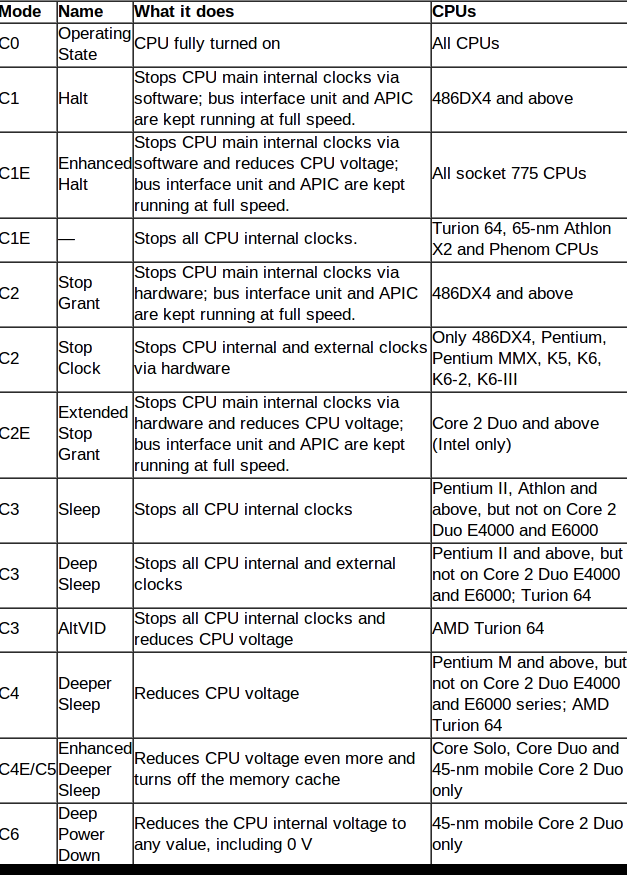 Mode Name What it does CPUs
C0 Operating State CPU fully turned on All CPUs
C1 Halt Stops CPU main internal clocks via software; bus interface unit and APIC are kept running at full speed. 486DX4 and above
C1E Enhanced Halt Stops CPU main internal clocks via software and reduces CPU voltage; bus interface unit and APIC are kept running at full speed. All socket 775 CPUs
C1E — Stops all CPU internal clocks. Turion 64, 65-nm Athlon X2 and Phenom CPUs
C2 Stop Grant Stops CPU main internal clocks via hardware; bus interface unit and APIC are kept running at full speed. 486DX4 and above
C2 Stop Clock Stops CPU internal and external clocks via hardware Only 486DX4, Pentium, Pentium MMX, K5, K6, K6-2, K6-III
C2E Extended Stop Grant Stops CPU main internal clocks via hardware and reduces CPU voltage; bus interface unit and APIC are kept running at full speed. Core 2 Duo and above (Intel only)
C3 Sleep Stops all CPU internal clocks Pentium II, Athlon and above, but not on Core 2 Duo E4000 and E6000
C3 Deep Sleep Stops all CPU internal and external clocks Pentium II and above, but not on Core 2 Duo E4000 and E6000; Turion 64
C3 AltVID Stops all CPU internal clocks and reduces CPU voltage AMD Turion 64
C4 Deeper Sleep Reduces CPU voltage Pentium M and above, but not on Core 2 Duo E4000 and E6000 series; AMD Turion 64
C4E/C5 Enhanced Deeper Sleep Reduces CPU voltage even more and turns off the memory cache Core Solo, Core Duo and 45-nm mobile Core 2 Duo only
C6 Deep Power Down Reduces the CPU internal voltage to any value, including 0 V 45-nm mobile Core 2 Duo only